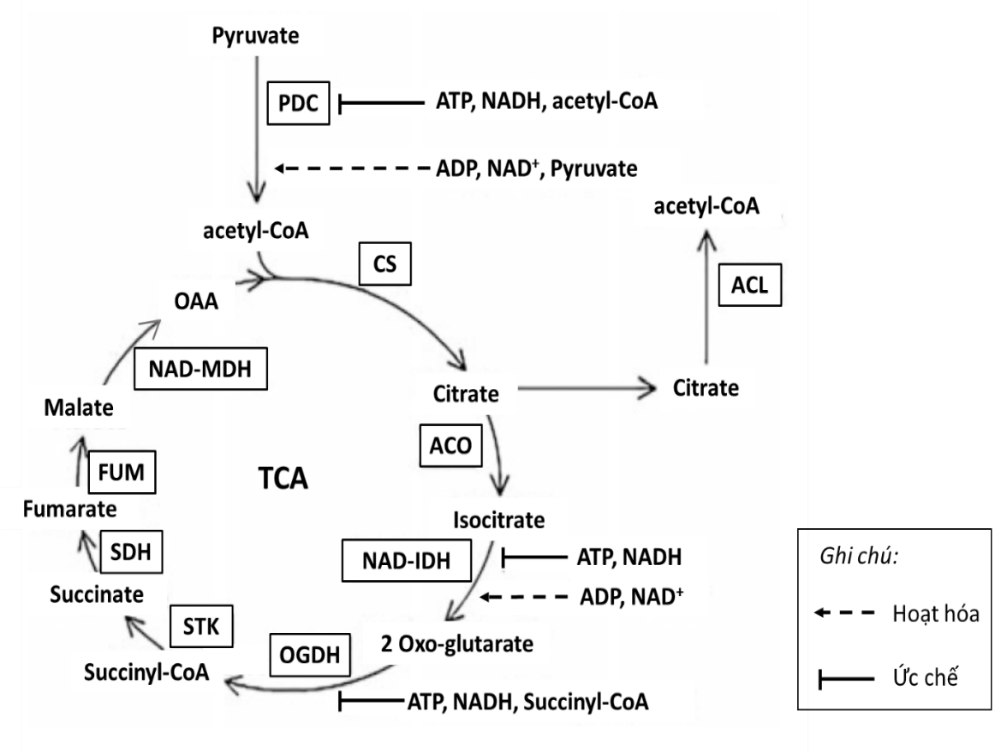 Pyruvate
PDC
ATP, NADH, acetyl-CoA
ADP, NAD⁺, Pyruvate
acetyl-CoA
acetyl-CoA
CS
ACL
OAA
NAD-MDH
Citrate
Citrate
Malate
ACO
FUM
TCA
Fumarate
Isocitrate
SDH
NAD-IDH
ATP, NADH
Ghi chú:
Succinate
ADP, NAD⁺
Hoạt hóa
STK
2 Oxo-glutarate
OGDH
Succinyl-CoA
Ức chế
ATP, NADH, Succinyl-CoA